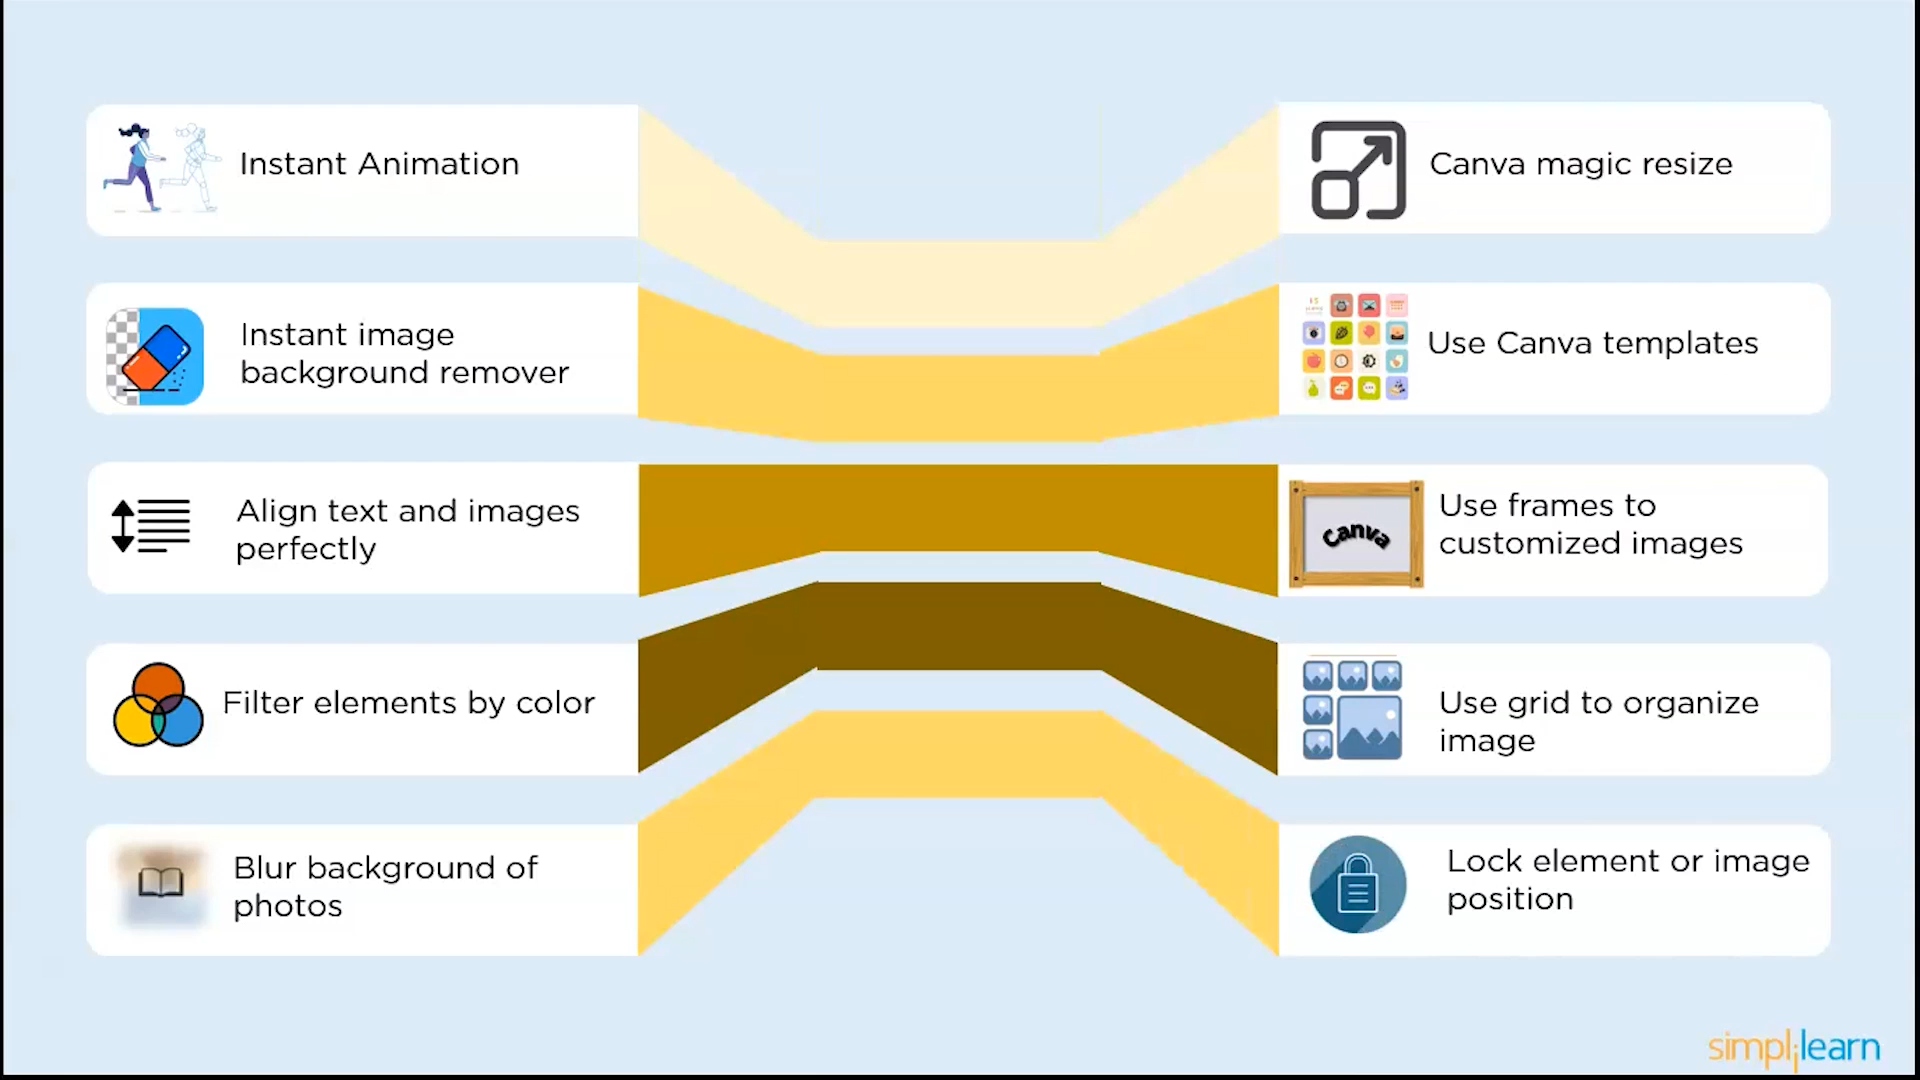 Instant Animation
Instant image
background remover
Align text and images
perfectly
Filter elements by color
Blur background of
photos
Canva magic resize
Use Canva templates
Canva
Use frames to
customized images
Use grid to organize
image
Lock element or image
position
simplilearn